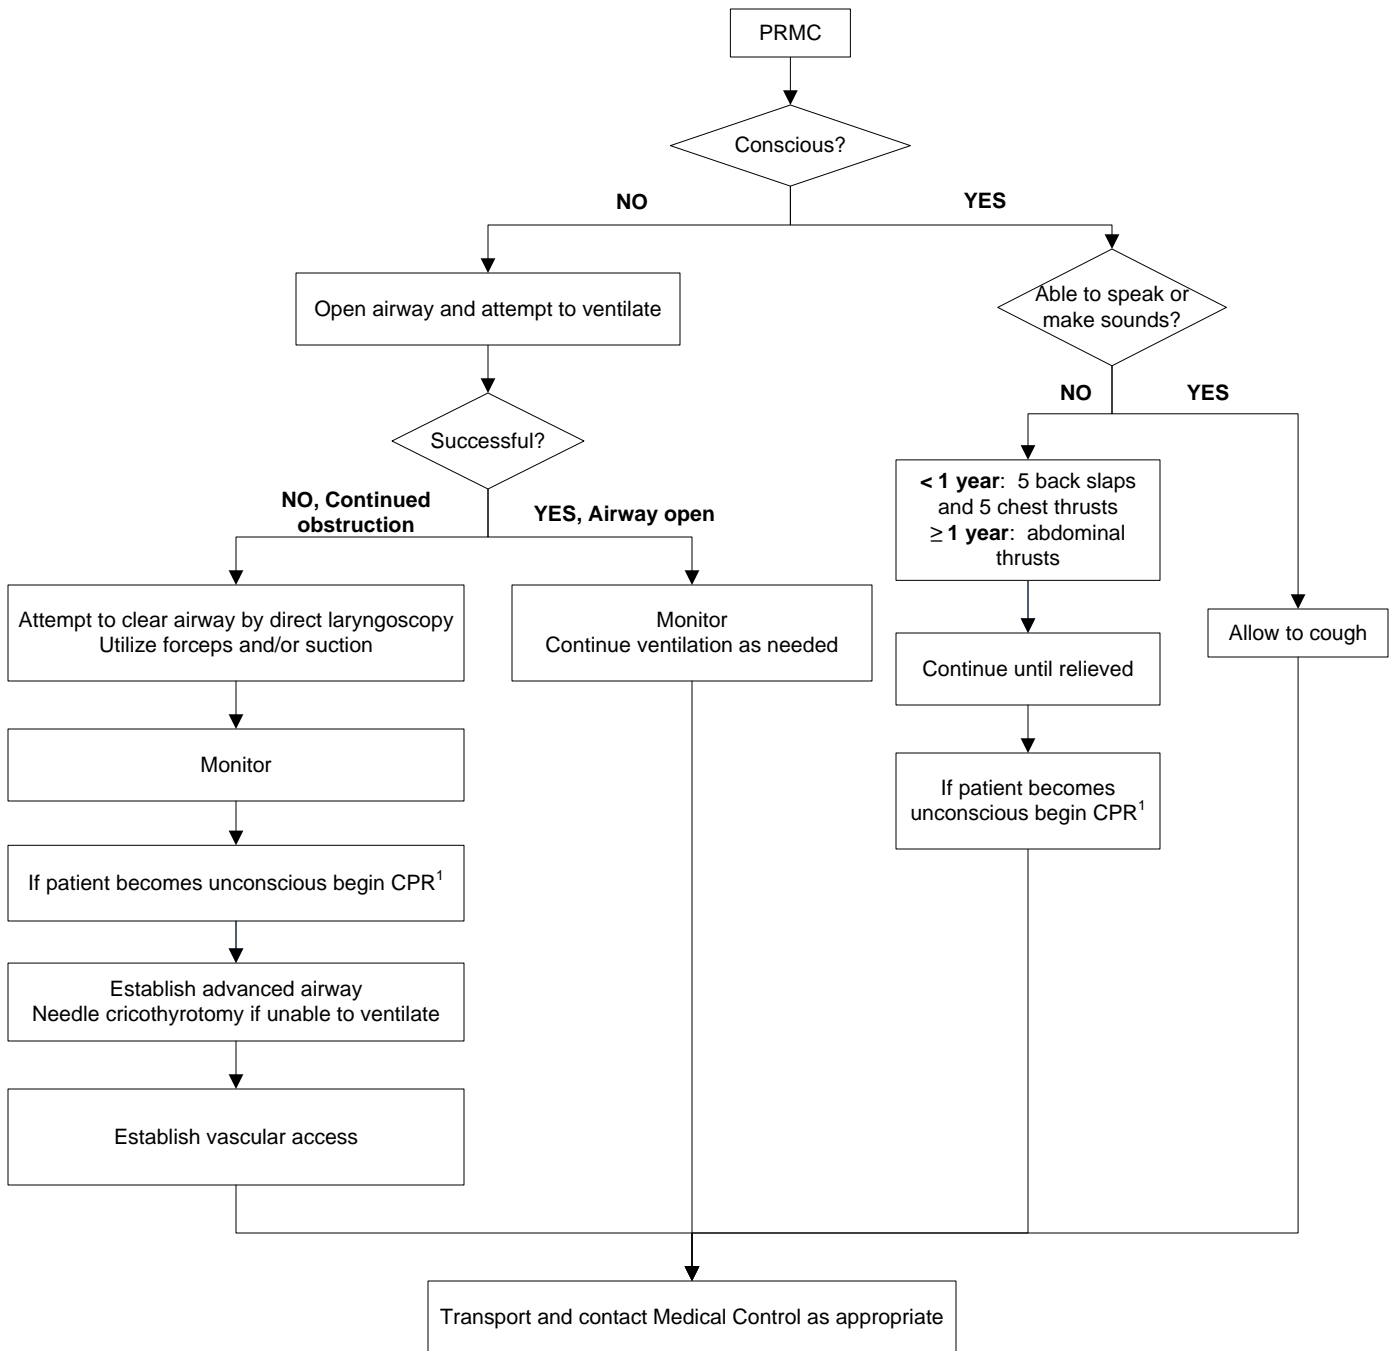 PRMC
Conscious?
NO
YES
Open airway and attempt to ventilate
Able to speak or
make sounds?
Successful?
NO
YES
NO, Continued
obstruction
YES, Airway open
< 1 year:  5 back slaps
and 5 chest thrusts
≥ 1 year:  abdominal
thrusts
Attempt to clear airway by direct laryngoscopy
Utilize forceps and/or suction
Monitor
Continue ventilation as needed
Allow to cough
Continue until relieved
Monitor
If patient becomes
unconscious begin CPR¹
If patient becomes unconscious begin CPR¹
Establish advanced airway
Needle cricothyrotomy if unable to ventilate
Establish vascular access
Transport and contact Medical Control as appropriate